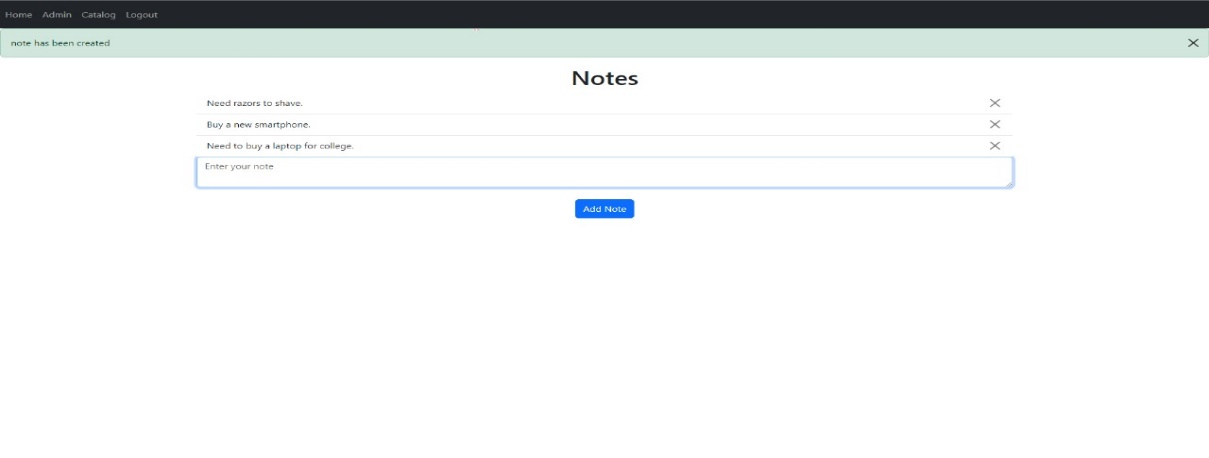 Home Admin Catalog Logout
note has been created
Notes
Need razors to shave.
Buy a new smartphone.
Need to buy a laptop for college.
Enter your note
Add Note